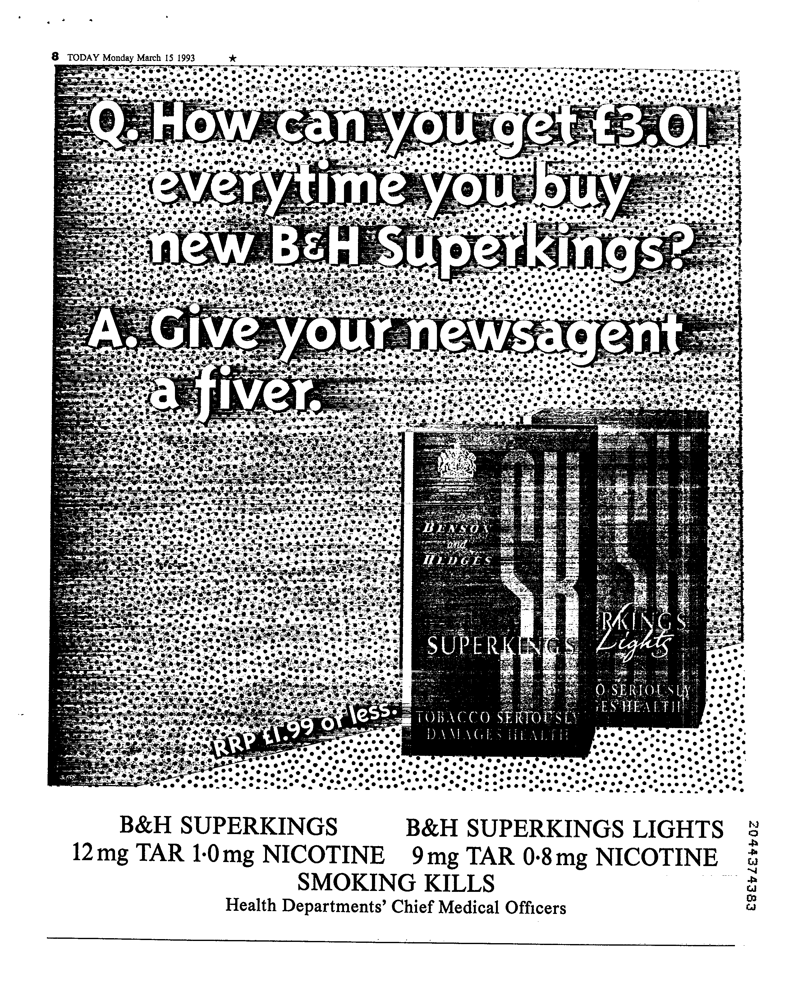 8 TODAY Monday March 15 1993 ★
Q. How can you get £3.01
everytime you buy
new B&H Superkings?
A. Give your newsagent
a fiver.
BENSON
and
HEDGES
SK
SUPERKINGS
TOBACCO SERIOUSLY
DAMAGES HEALTH
RKINGS
Lights
O SERIOUSLY
GES HEALTH
RRP £1.99 or less.
B&H SUPERKINGS
12 mg TAR 1·0 mg NICOTINE
B&H SUPERKINGS LIGHTS
9 mg TAR 0·8 mg NICOTINE
SMOKING KILLS
Health Departments' Chief Medical Officers
2044374383